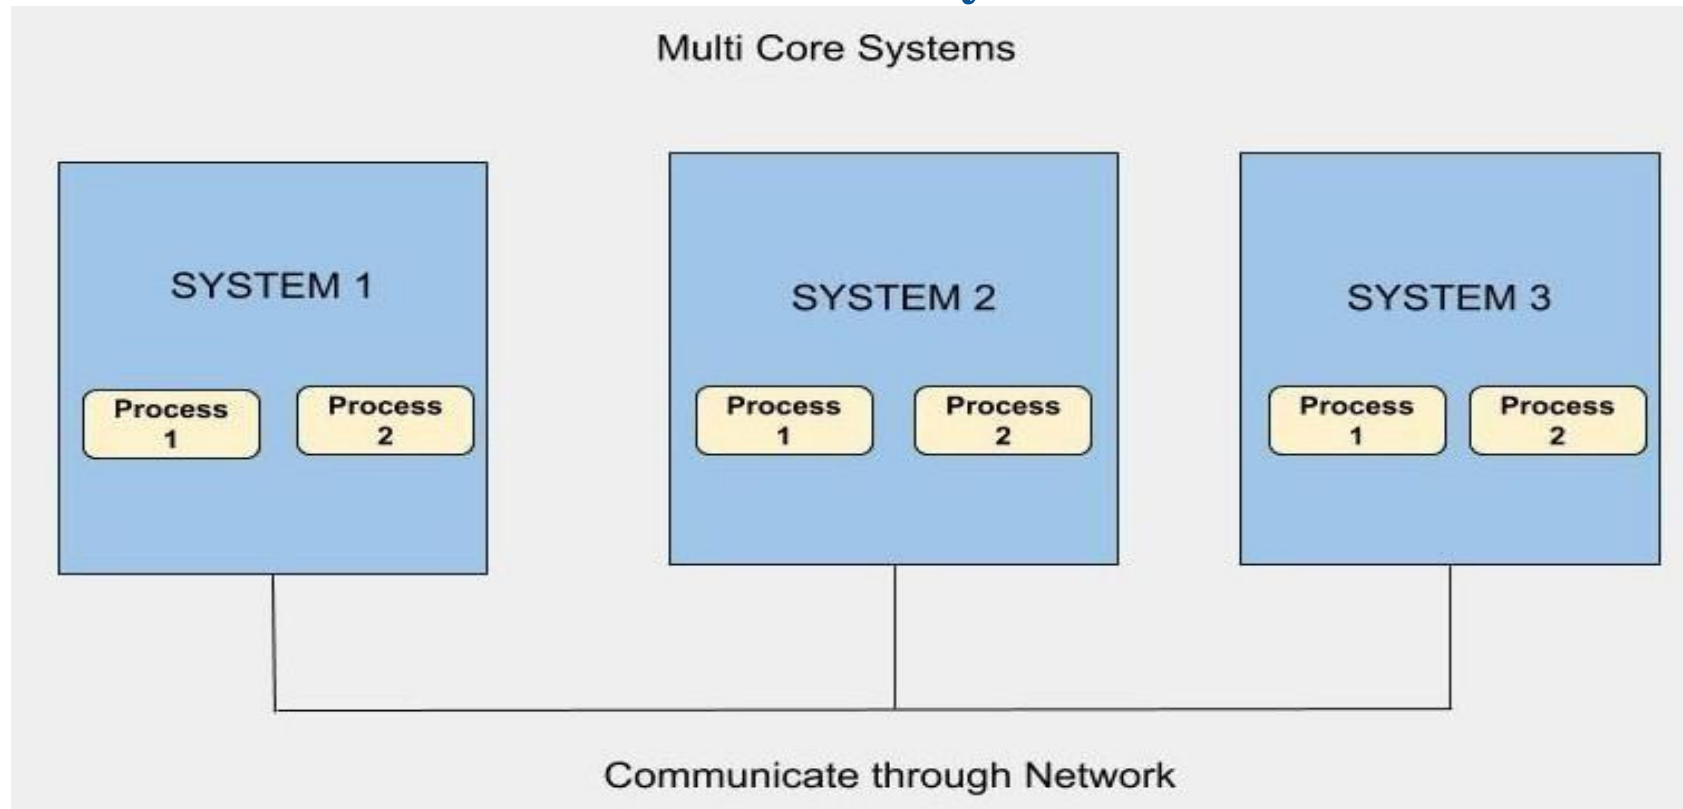 Multi Core Systems
SYSTEM 1
Process
1
Process
2
SYSTEM 2
Process
1
Process
2
SYSTEM 3
Process
1
Process
2
Communicate through Network